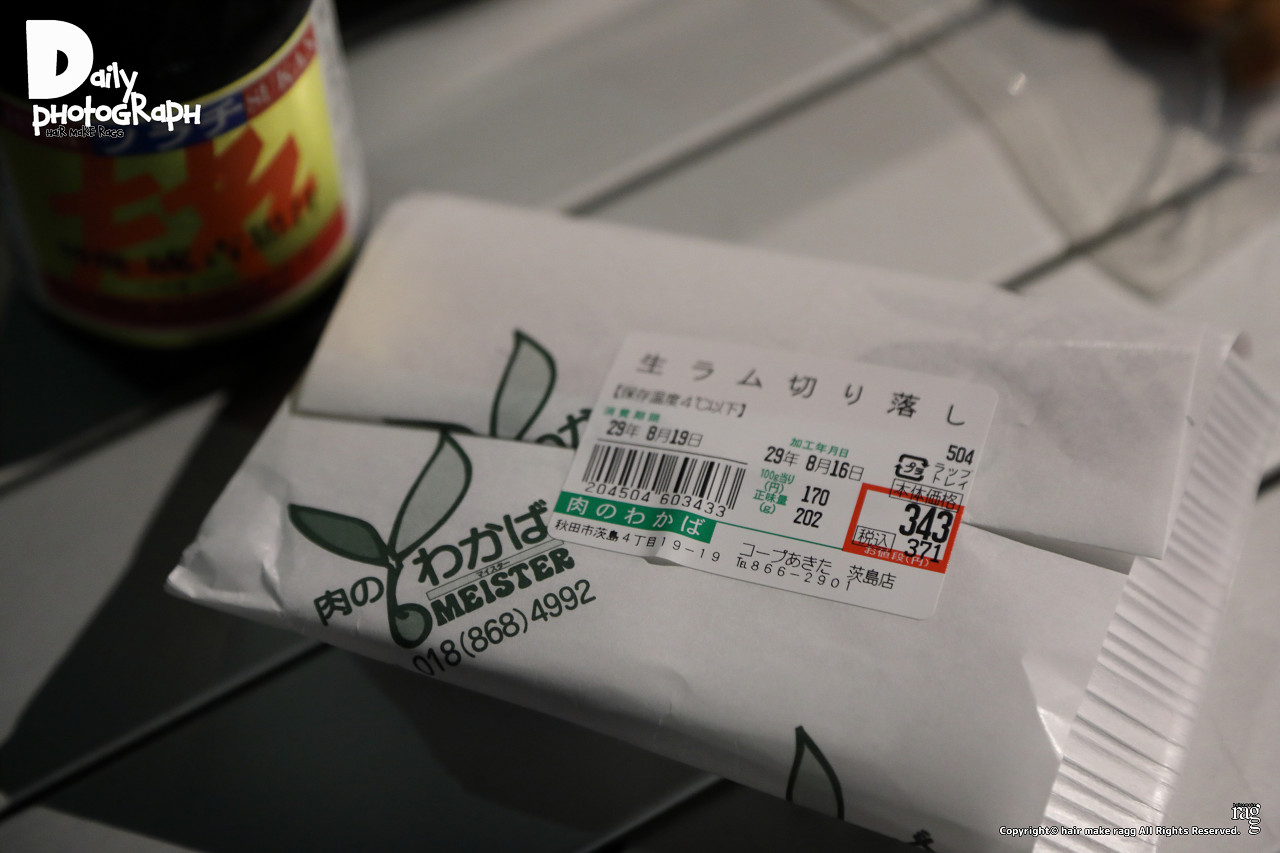 Daily
PHOTOGRAPH
HAIR MAKE RAGG
わかば
生ラム切り落し
【保存温度4℃以下】
消費期限
29年 8月19日
加工年月日
29年 8月16日
504
プラ
ラップ
トレイ
204504 603433
100g当り
(円)
170
正味量
(g)
202
本体価格
343
税込
371
お値段(円)
肉のわかば
秋田市茨島4丁目19-19
コープあきた 茨島店
TEL866-2901
肉のわかば
マイスター
MEISTER
018(868)4992
rag
Copyright© hair make ragg All Rights Reserved.